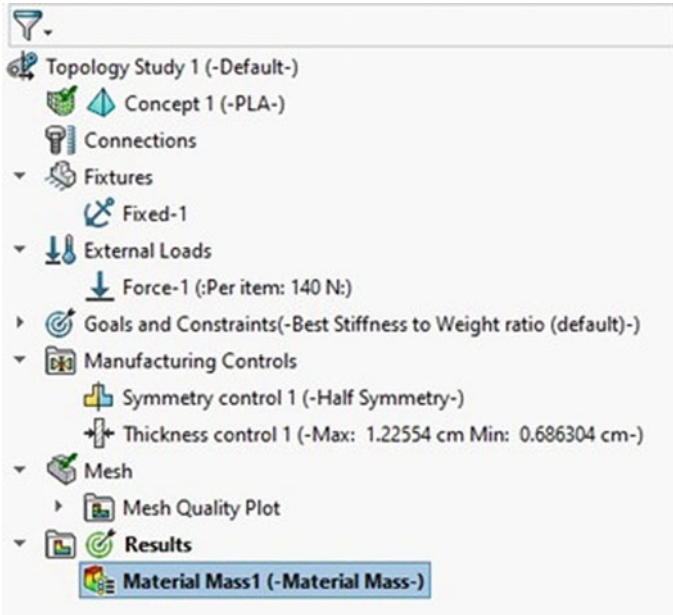 Topology Study 1 (-Default-)
Concept 1 (-PLA-)
Connections
Fixtures
Fixed-1
External Loads
Force-1 (:Per item: 140 N:)
Goals and Constraints(-Best Stiffness to Weight ratio (default)-)
Manufacturing Controls
Symmetry control 1 (-Half Symmetry-)
Thickness control 1 (-Max: 1.22554 cm Min: 0.686304 cm-)
Mesh
Mesh Quality Plot
Results
Material Mass1 (-Material Mass-)